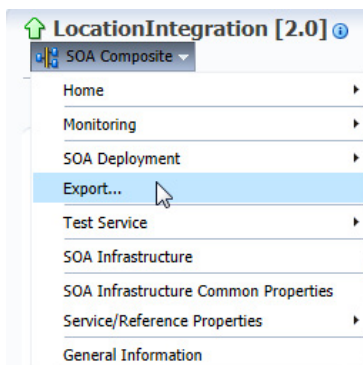 LocationIntegration [2.0]
SOA Composite
Home
Monitoring
SOA Deployment
Export...
Test Service
SOA Infrastructure
SOA Infrastructure Common Properties
Service/Reference Properties
General Information